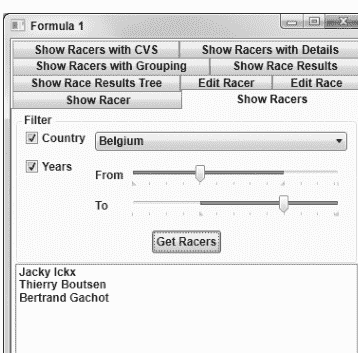 Formula 1
Show Racers with CVS Show Racers with Details
Show Racers with Grouping Show Race Results
Show Race Results Tree Edit Racer Edit Race
Show Racer Show Racers
Filter
Country Belgium
Years From
To
Get Racers
Jacky Ickx
Thierry Boutsen
Bertrand Gachot